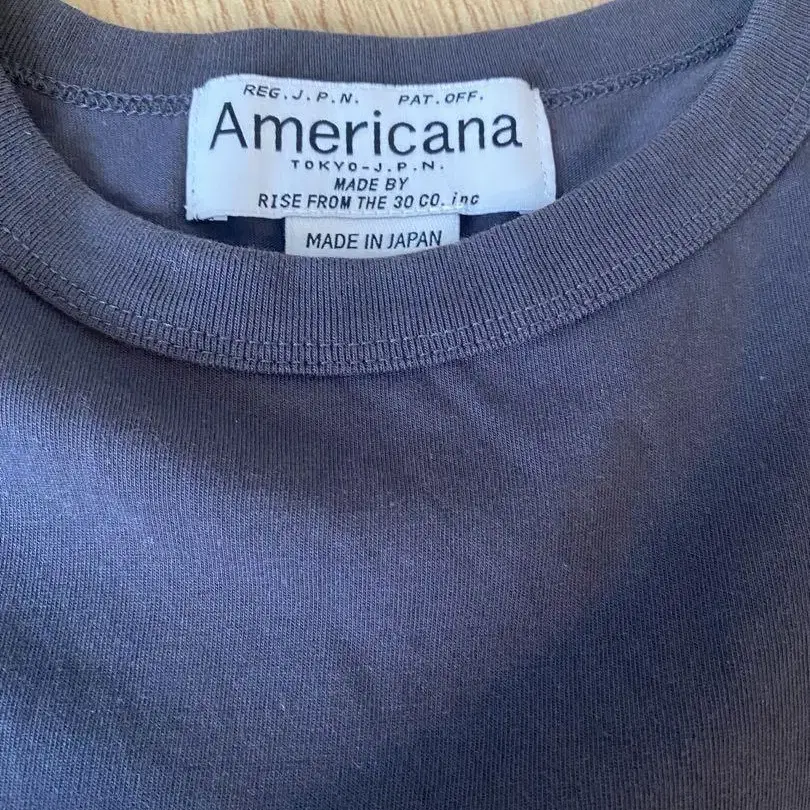 REG.J.P.N. PAT.OFF.
Americana
TOKYO-J.P.N.
MADE BY
RISE FROM THE 30 CO.inc
MADE IN JAPAN